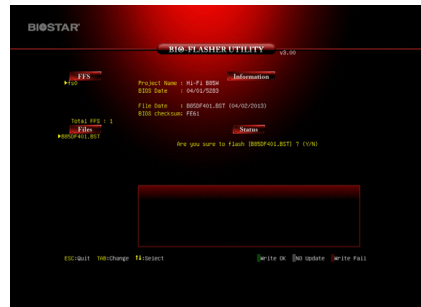 BIOSTAR
BIO-FLASHER UTILITY v3.00
FFS
▶fs0
Information
Project Name : Hi-Fi B85W
BIOS Date : 04/01/5203
File Date : B85DF401.BST (04/02/2013)
BIOS checksum: FE61
Total FFS : 1
Files
▶B85DF401.BST
Status
Are you sure to flash [B85DF401.BST] ? (Y/N)
ESC:Quit TAB:Change ↑↓:Select
Write OK NO Update Write Fail